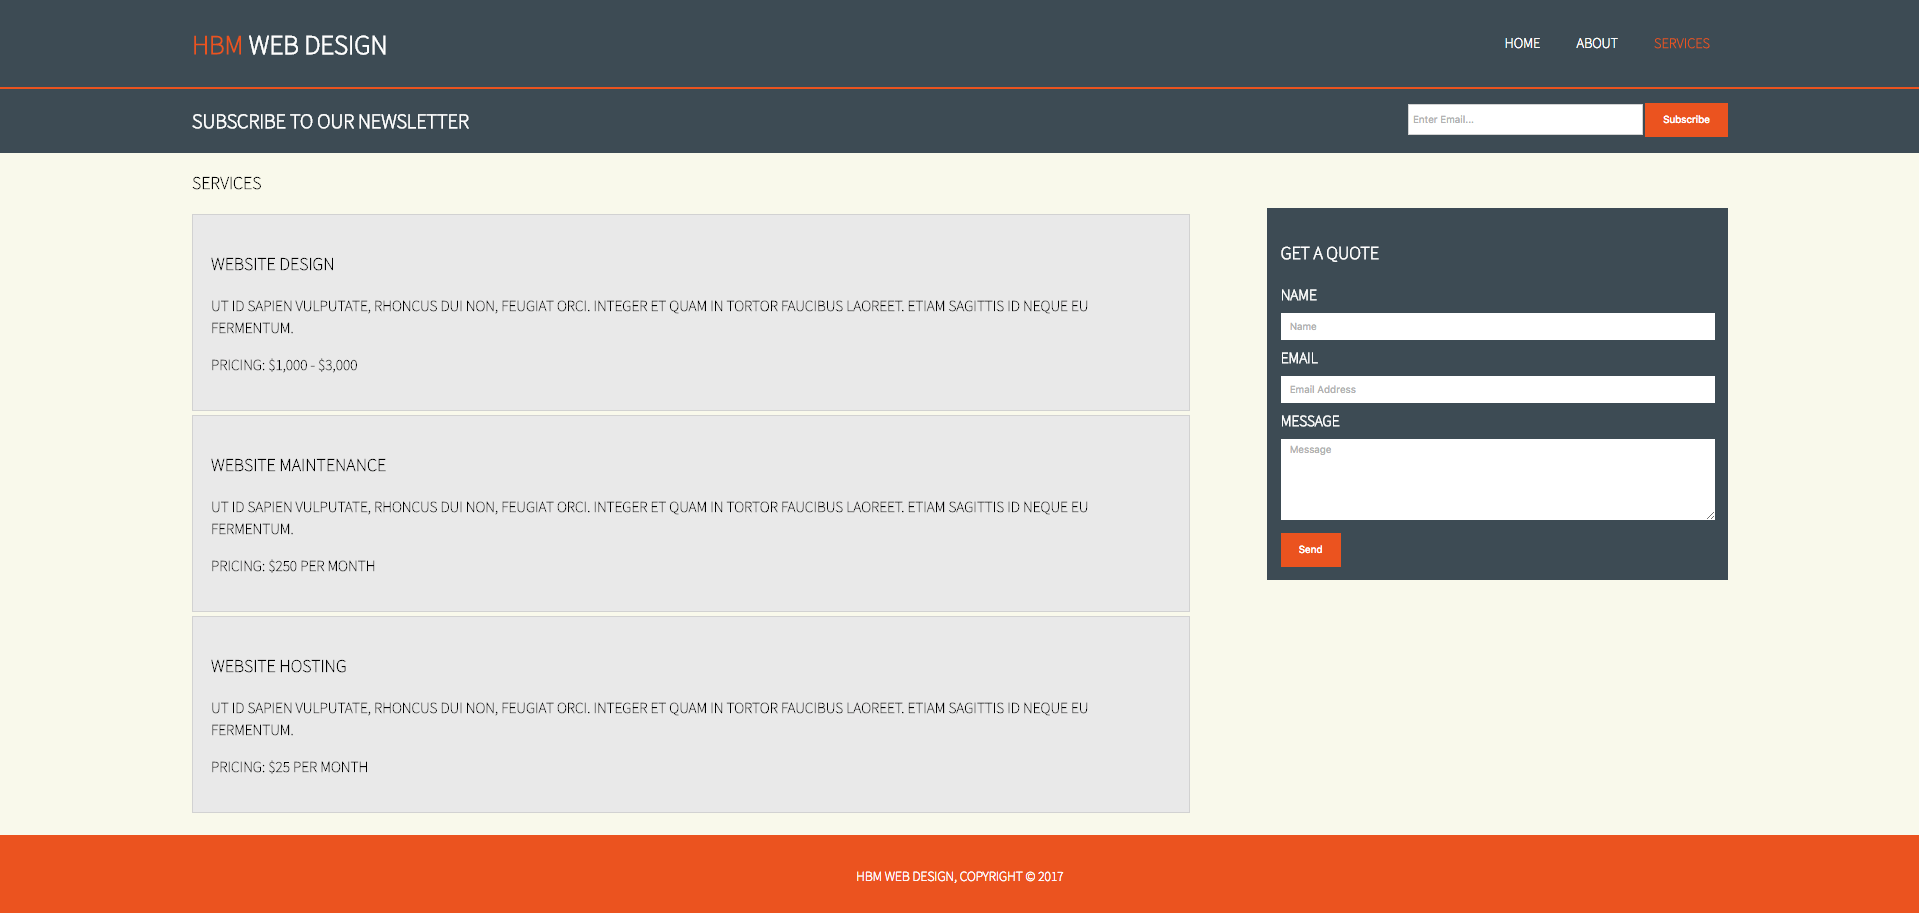 HBM WEB DESIGN
HOME ABOUT SERVICES
SUBSCRIBE TO OUR NEWSLETTER
Enter Email... Subscribe
SERVICES
WEBSITE DESIGN
UT ID SAPIEN VULPUTATE, RHONCUS DUI NON, FEUGIAT ORCI. INTEGER ET QUAM IN TORTOR FAUCIBUS LAOREET. ETIAM SAGITTIS ID NEQUE EU
FERMENTUM.
PRICING: $1,000 - $3,000
WEBSITE MAINTENANCE
UT ID SAPIEN VULPUTATE, RHONCUS DUI NON, FEUGIAT ORCI. INTEGER ET QUAM IN TORTOR FAUCIBUS LAOREET. ETIAM SAGITTIS ID NEQUE EU
FERMENTUM.
PRICING: $250 PER MONTH
WEBSITE HOSTING
UT ID SAPIEN VULPUTATE, RHONCUS DUI NON, FEUGIAT ORCI. INTEGER ET QUAM IN TORTOR FAUCIBUS LAOREET. ETIAM SAGITTIS ID NEQUE EU
FERMENTUM.
PRICING: $25 PER MONTH
GET A QUOTE
NAME
Name
EMAIL
Email Address
MESSAGE
Message
Send
HBM WEB DESIGN, COPYRIGHT © 2017